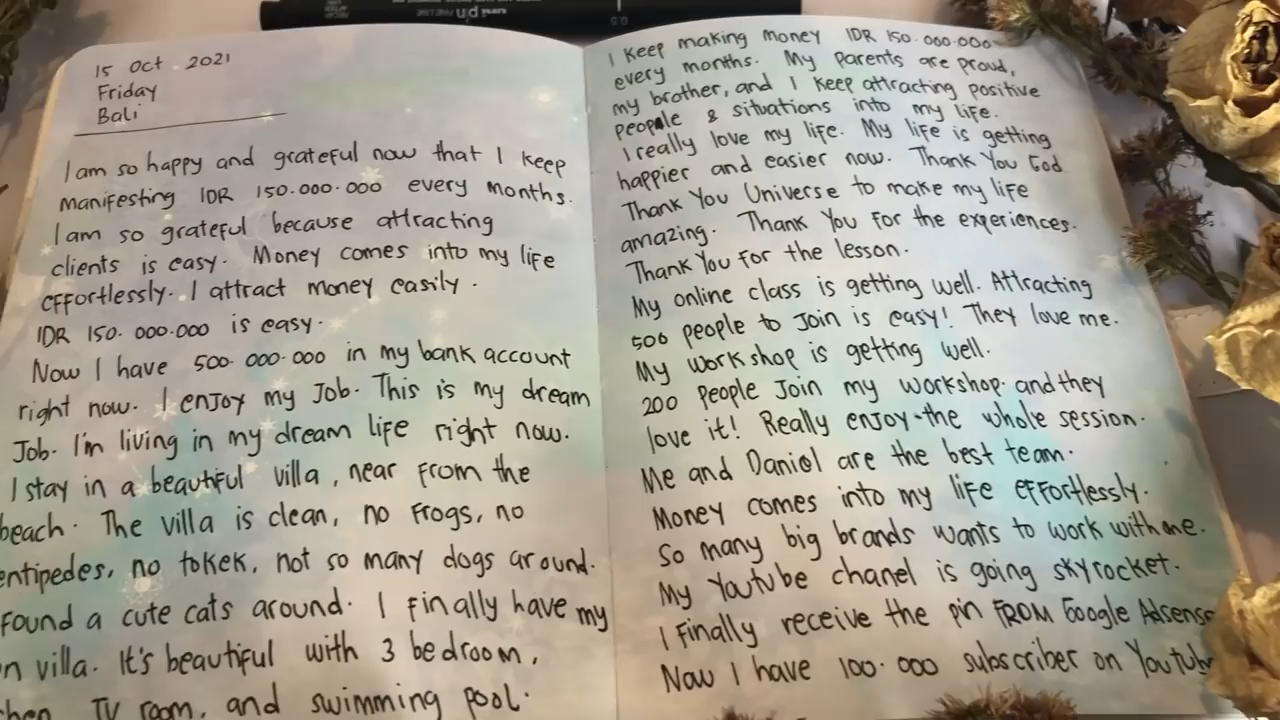 uni pin FINE LINE
0.5
15 Oct 2021
Friday
Bali
I am so happy and grateful now that I keep
manifesting IDR 150.000.000 every months.
I am so grateful because attracting
clients is easy. Money comes into my life
effortlessly. I attract money easily.
IDR 150.000.000 is easy.
Now I have 500.000.000 in my bank account
right now. I enjoy my Job. This is my dream
Job. I'm living in my dream life right now.
I stay in a beautiful villa, near from the
beach. The villa is clean, no frogs, no
entipedes, no tokek, not so many dogs around.
Found a cute cats around. I finally have my
n villa. It's beautiful with 3 bedroom,
hen, TV room, and swimming pool.
I keep making money IDR 150.000.000
every months. My parents are proud,
my brother, and I keep attracting positive
people & situations into my life.
I really love my life. My life is getting
happier and easier now. Thank You God
Thank You Universe to make my life
amazing. Thank You for the experiences.
Thank You for the lesson.
My online class is getting well. Attracting
500 people to Join is easy! They love me.
My workshop is getting well.
200 people Join my workshop and they
love it! Really enjoy the whole session.
Me and Daniel are the best team.
Money comes into my life effortlessly.
So many big brands wants to work with me.
My Youtube chanel is going skyrocket.
I finally receive the pin FROM Google Adsense
Now I have 100.000 subscriber on Youtube